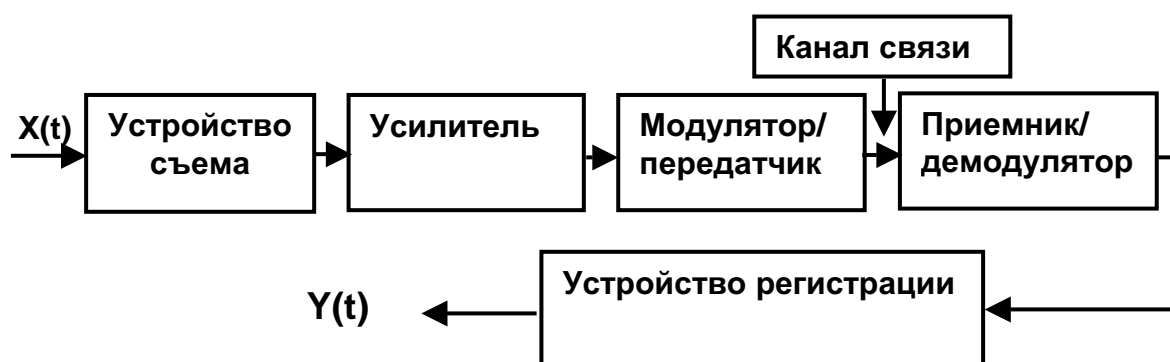 Канал связи
X(t)
Устройство
съема
Усилитель
Модулятор/
передатчик
Приемник/
демодулятор
Устройство регистрации
Y(t)